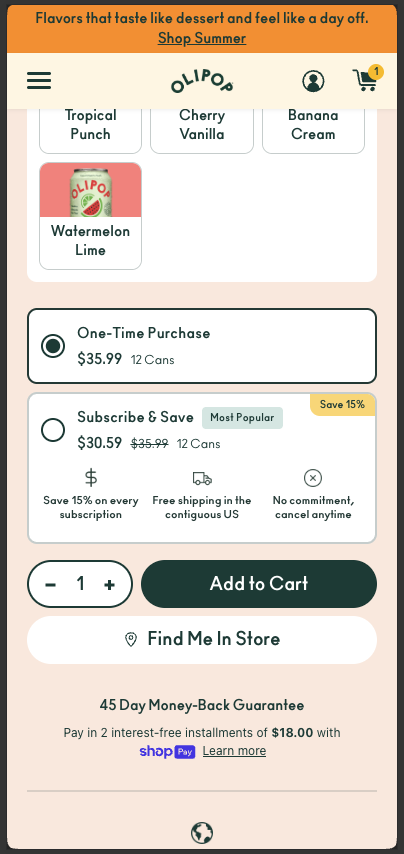 Flavors that taste like dessert and feel like a day off.
Shop Summer
OLIPOP
1
Tropical
Punch
Cherry
Vanilla
Banana
Cream
OLIPOP
Watermelon
Lime
One-Time Purchase
$35.99 12 Cans
Save 15%
Subscribe & Save Most Popular
$30.59 $35.99 12 Cans
Save 15% on every
subscription
Free shipping in the
contiguous US
No commitment,
cancel anytime
- 1 +
Add to Cart
Find Me In Store
45 Day Money-Back Guarantee
Pay in 2 interest-free installments of $18.00 with
shop Pay Learn more